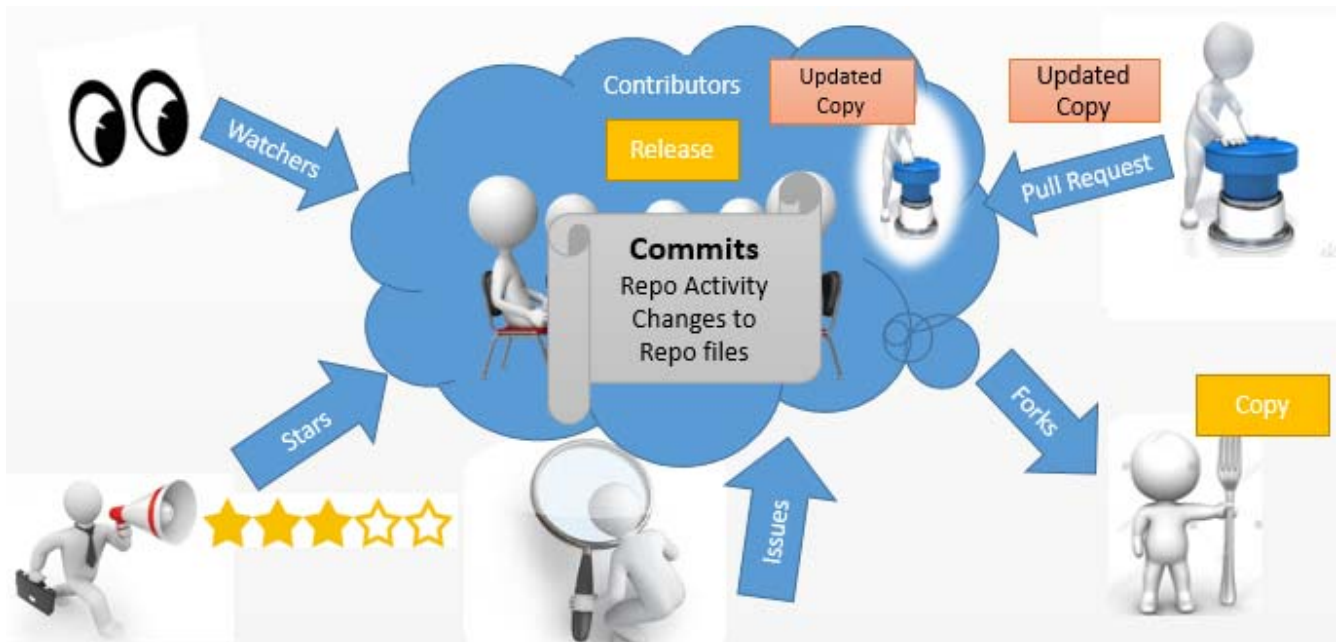 Contributors
Updated
Copy
Updated
Copy
Watchers
Release
Pull Request
Commits
Repo Activity
Changes to
Repo files
Stars
Forks
Copy
Issues